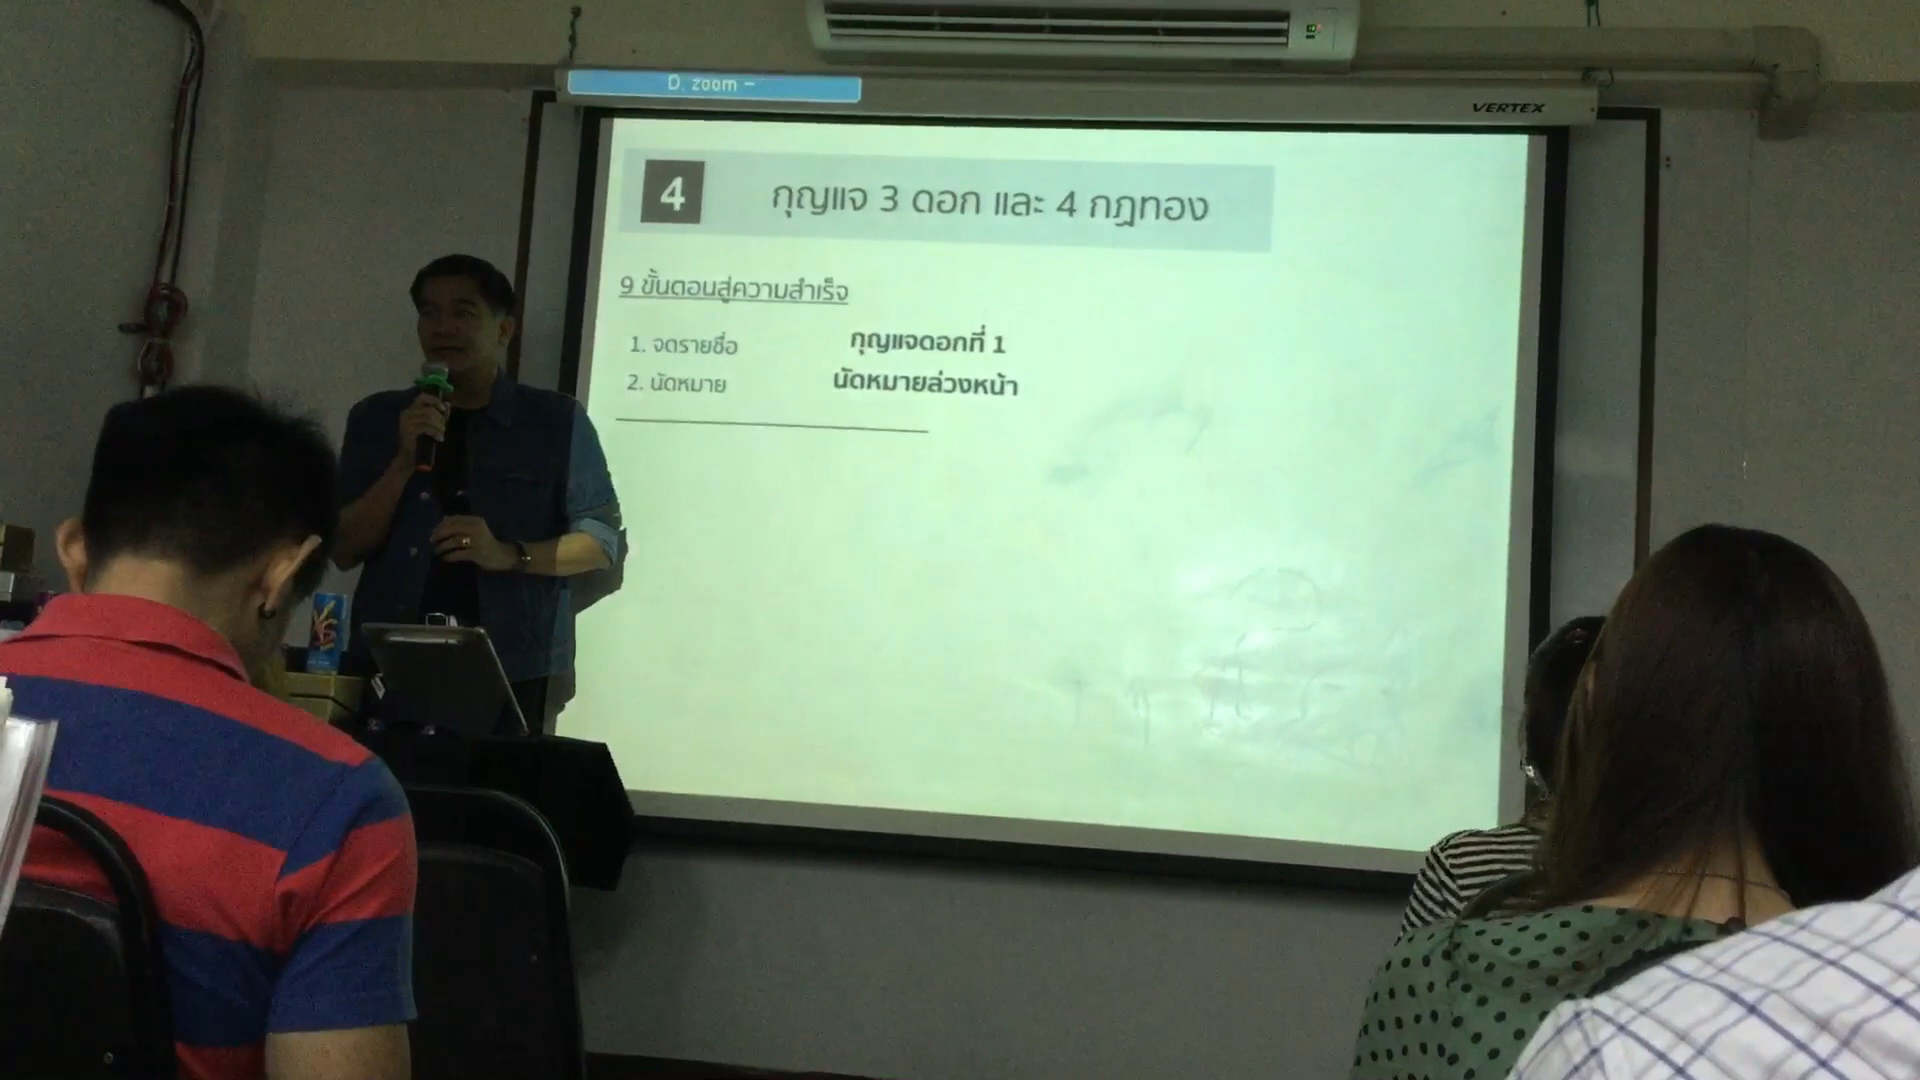 D. zoom -
VERTEX
4 กุญแจ 3 ดอก และ 4 กฎทอง
9 ขั้นตอนสู่ความสำเร็จ
1. จดรายชื่อ กุญแจดอกที่ 1
2. นัดหมาย นัดหมายล่วงหน้า
XS